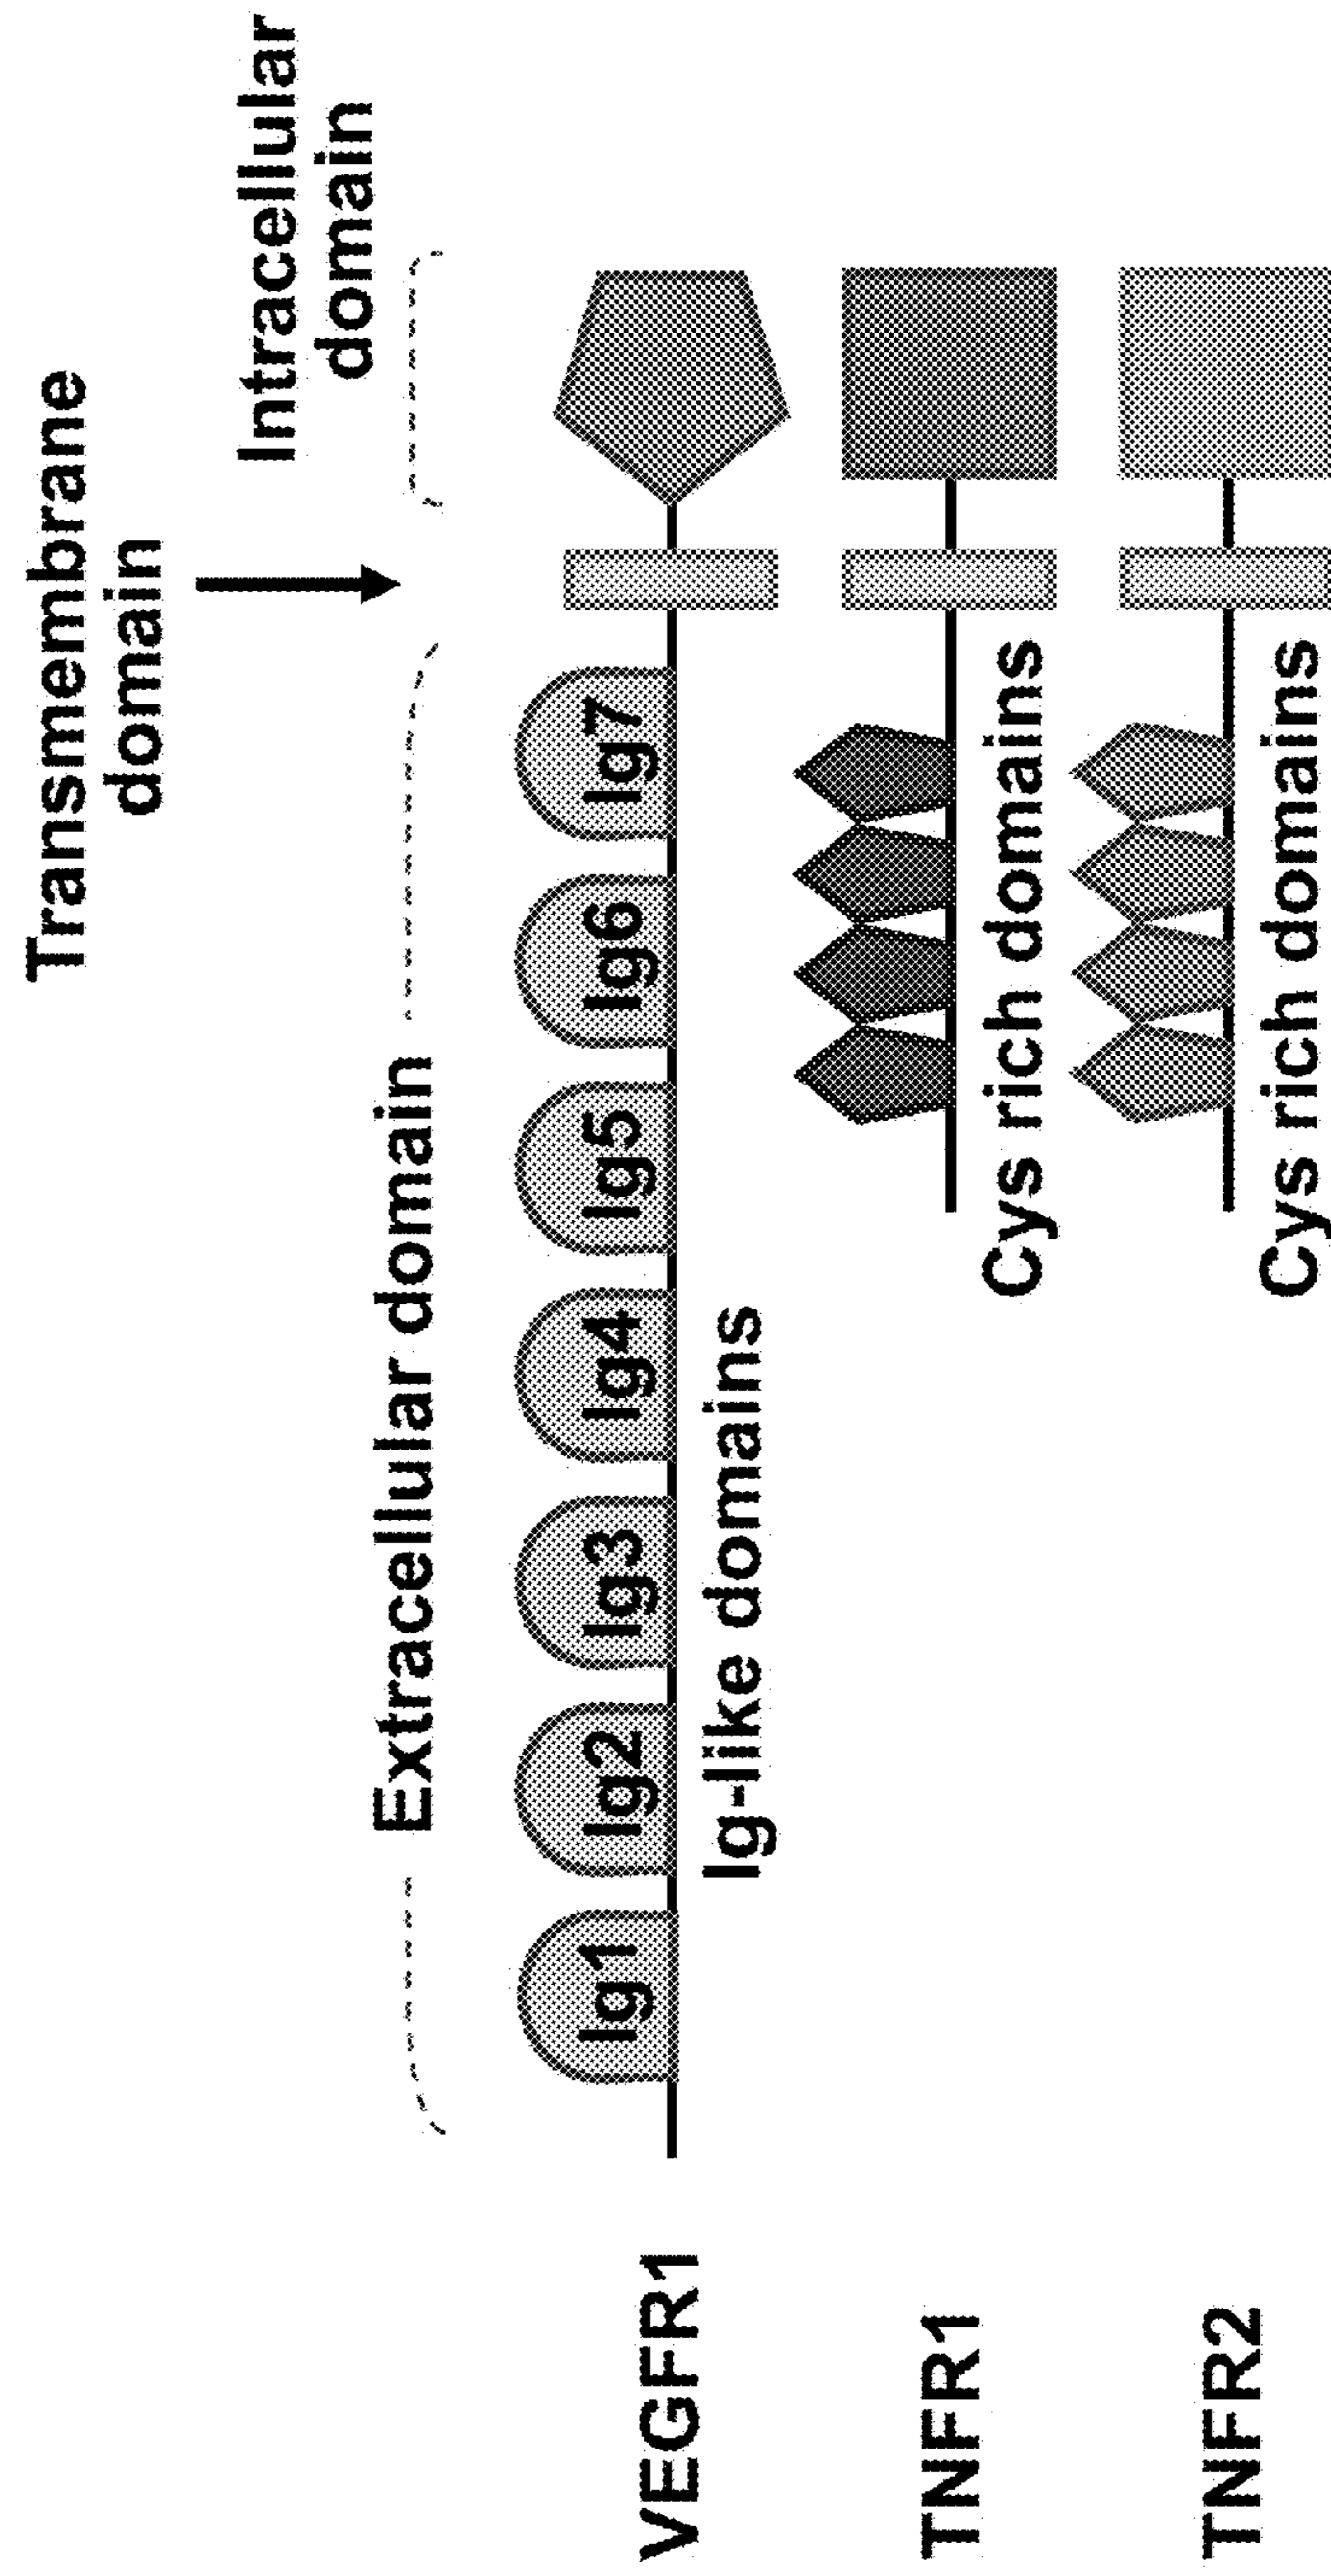 Transmembrane
domain
Intracellular
domain
Extracellular domain
VEGFR1
Ig1
Ig2
Ig3
Ig4
Ig5
Ig6
Ig7
Ig-like domains
TNFR1
Cys rich domains
TNFR2
Cys rich domains